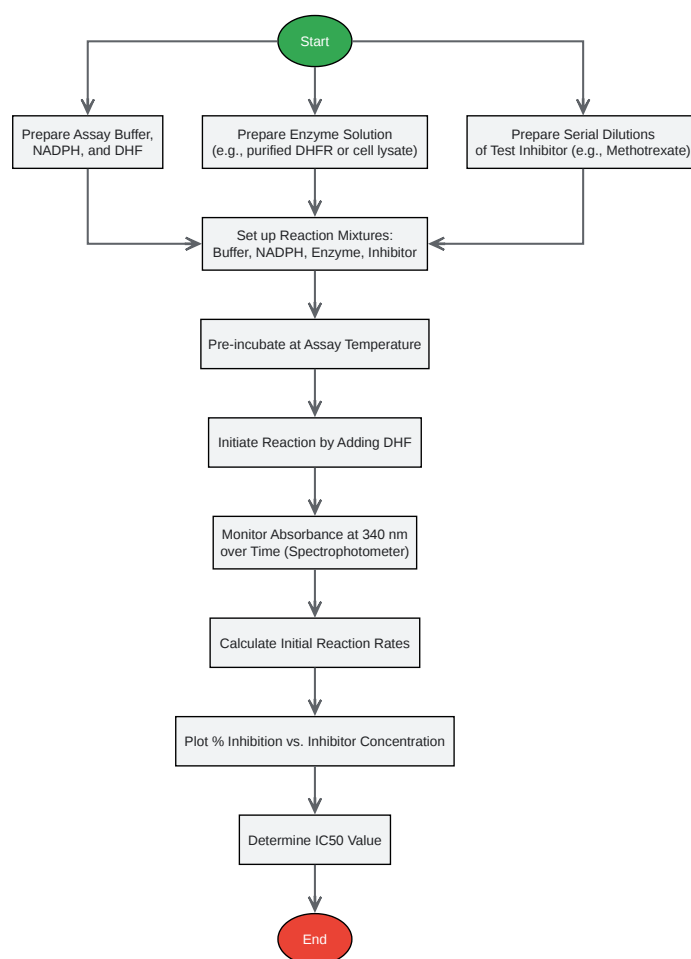 Start
Prepare Assay Buffer,
NADPH, and DHF
Prepare Enzyme Solution
(e.g., purified DHFR or cell lysate)
Prepare Serial Dilutions
of Test Inhibitor (e.g., Methotrexate)
Set up Reaction Mixtures:
Buffer, NADPH, Enzyme, Inhibitor
Pre-incubate at Assay Temperature
Initiate Reaction by Adding DHF
Monitor Absorbance at 340 nm
over Time (Spectrophotometer)
Calculate Initial Reaction Rates
Plot % Inhibition vs. Inhibitor Concentration
Determine IC50 Value
End